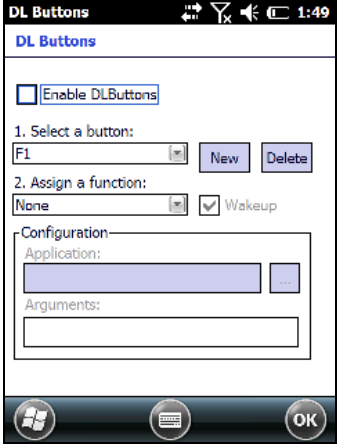 DL Buttons 1:49
DL Buttons
Enable DLButtons
1. Select a button:
F1 New Delete
2. Assign a function:
None Wakeup
Configuration
Application:
...
Arguments:
OK